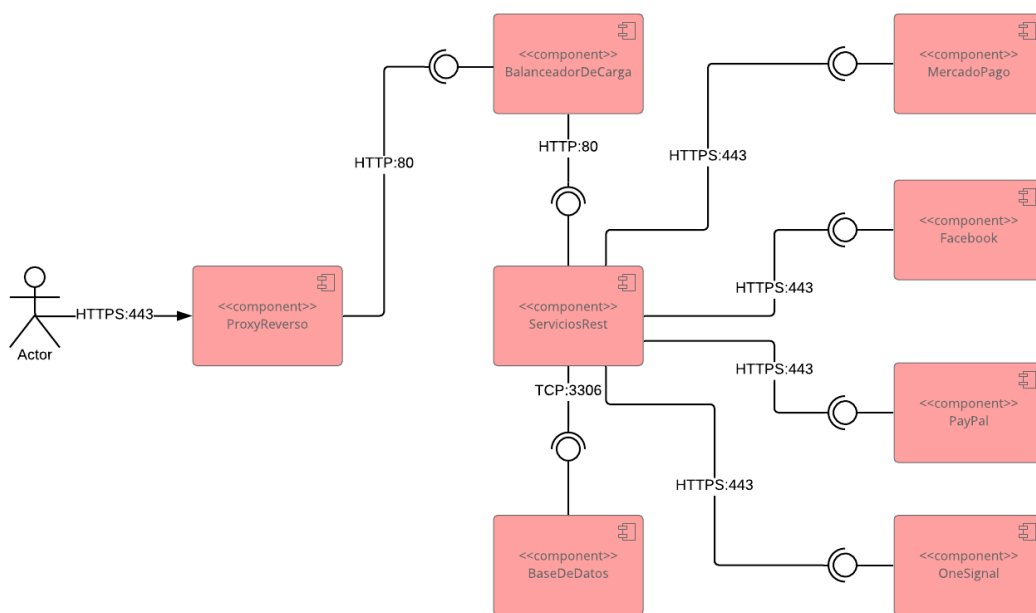 <<component>>
BalanceadorDeCarga
<<component>>
MercadoPago
HTTP:80
HTTP:80
HTTPS:443
<<component>>
Facebook
HTTPS:443
Actor
HTTPS:443
<<component>>
ProxyReverso
<<component>>
ServiciosRest
HTTPS:443
TCP:3306
<<component>>
PayPal
HTTPS:443
<<component>>
BaseDeDatos
<<component>>
OneSignal